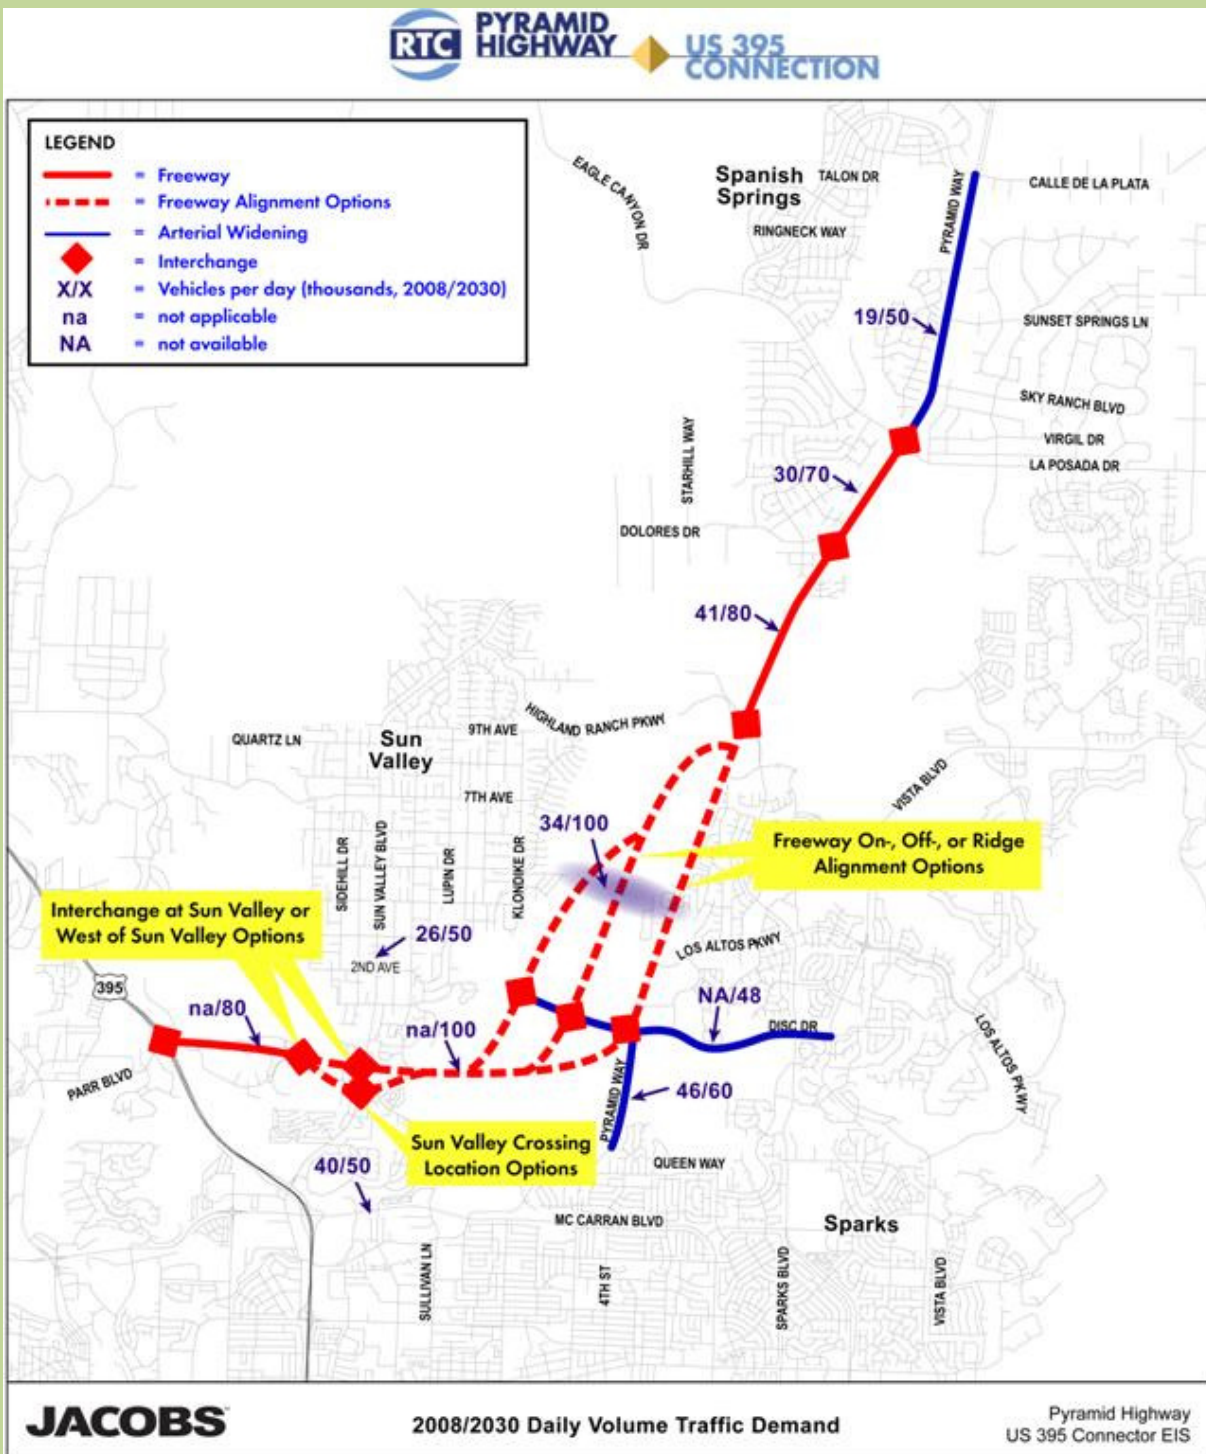 RTC PYRAMID
HIGHWAY
US 395
CONNECTION
LEGEND
= Freeway
= Freeway Alignment Options
= Arterial Widening
= Interchange
X/X = Vehicles per day (thousands, 2008/2030)
na = not applicable
NA = not available
EAGLE CANYON DR
Spanish
Springs
TALON DR
RINGNECK WAY
PYRAMID WAY
CALLE DE LA PLATA
19/50
SUNSET SPRINGS LN
SKY RANCH BLVD
VIRGIL DR
LA POSADA DR
30/70
STARHILL WAY
DOLORES DR
41/80
HIGHLAND RANCH PKWY
9TH AVE
QUARTZ LN
Sun
Valley
7TH AVE
VISTA BLVD
34/100
Freeway On-, Off-, or Ridge
Alignment Options
SIDEHILL DR
SUN VALLEY BLVD
LUPIN DR
KLONDIKE DR
Interchange at Sun Valley or
West of Sun Valley Options
26/50
2ND AVE
LOS ALTOS PKWY
395
na/80
na/100
NA/48
DISC DR
LOS ALTOS PKWY
PARR BLVD
PYRAMID WAY
46/60
Sun Valley Crossing
Location Options
40/50
QUEEN WAY
MC CARRAN BLVD
Sparks
SULLIVAN LN
4TH ST
SPARKS BLVD
VISTA BLVD
JACOBS
2008/2030 Daily Volume Traffic Demand
Pyramid Highway
US 395 Connector EIS